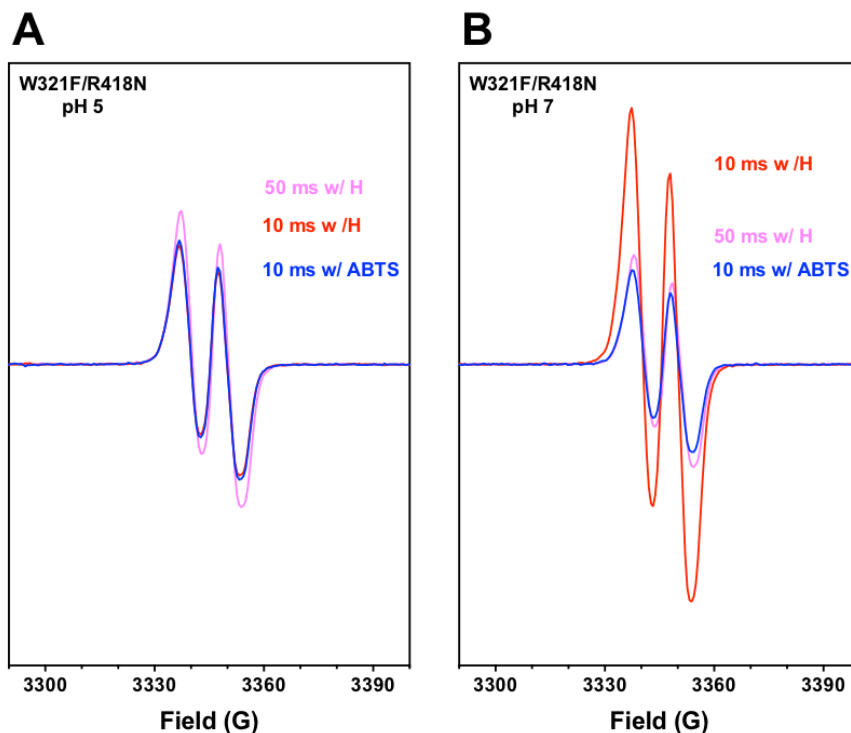 A
W321F/R418N
pH 5
50 ms w/ H
10 ms w /H
10 ms w/ ABTS
3300
3330
3360
3390
Field (G)
B
W321F/R418N
pH 7
10 ms w /H
50 ms w/ H
10 ms w/ ABTS
3300
3330
3360
3390
Field (G)